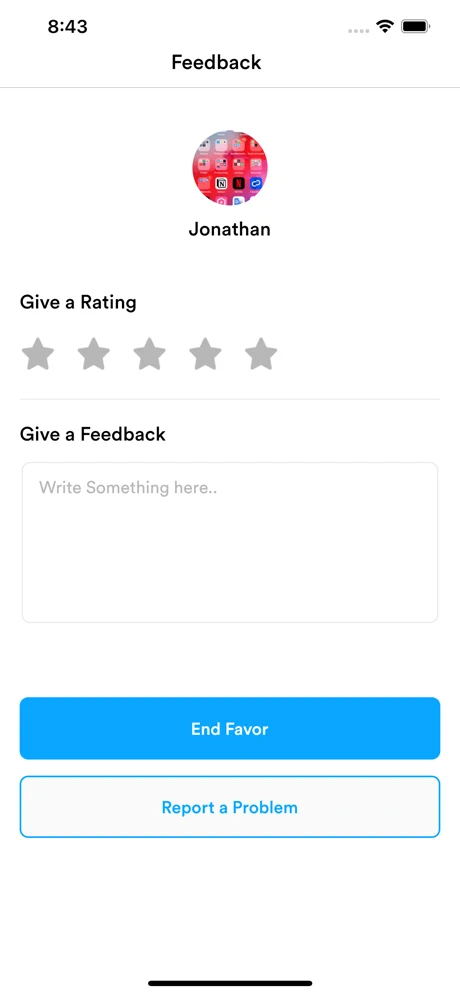 8:43
Feedback
Jonathan
Give a Rating
Give a Feedback
Write Something here..
End Favor
Report a Problem